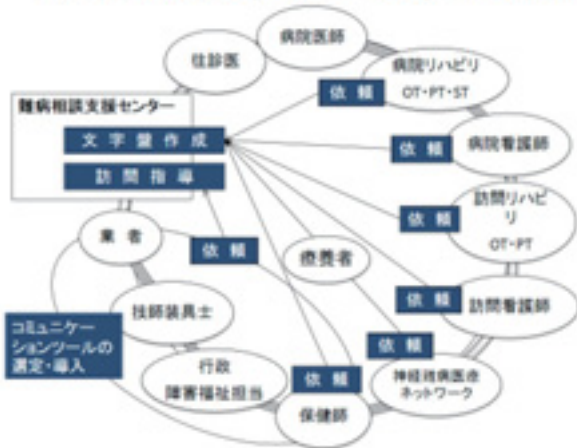 病院医師
往診医
病院リハビリ
OT・PT・ST
依頼
難病相談支援センター
文字盤作成
訪問指導
依頼
病院看護師
訪問リハビ
リ
OT・PT
依頼
業者
依頼
療養者
依頼
訪問看護師
技師装具士
コミュニケー
ションツールの
選定・導入
依頼
行政
障害福祉担当
依頼
保健師
神経難病医療
ネットワーク